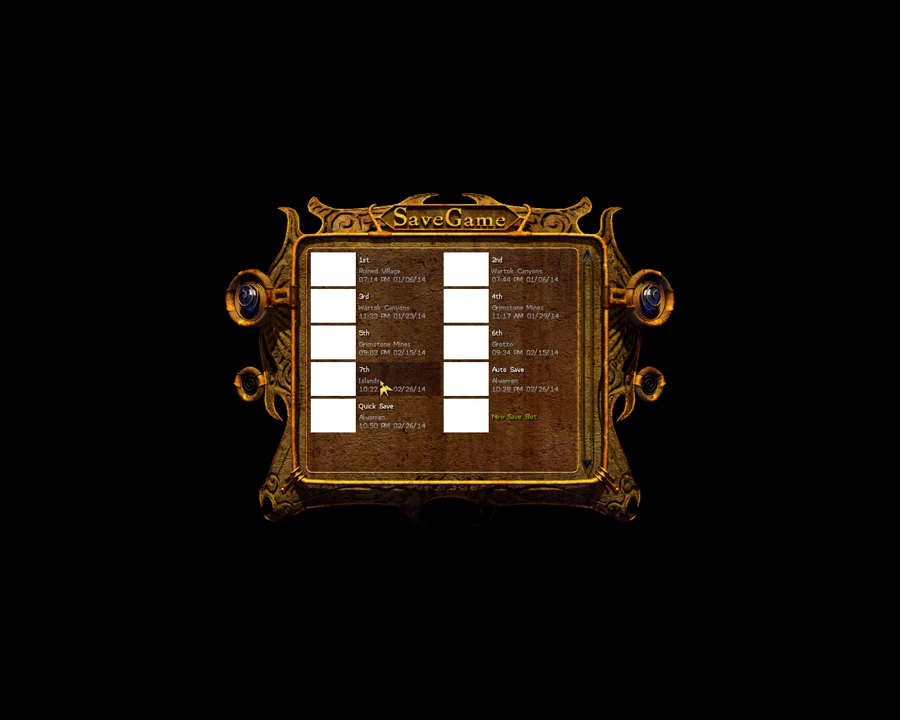 SaveGame
1st
Ruined Village
07:14 PM 01/06/14
2nd
Wartok Canyons
07:44 PM 01/06/14
3rd
Wartok Canyons
11:33 PM 01/23/14
4th
Grimstone Mines
11:17 AM 01/29/14
5th
Grimstone Mines
09:03 PM 02/15/14
6th
Grotto
09:34 PM 02/15/14
7th
Islands
10:22 02/26/14
Auto Save
Alwarren
10:28 PM 02/26/14
Quick Save
Alwarren
10:50 PM 02/26/14
New Save Slot